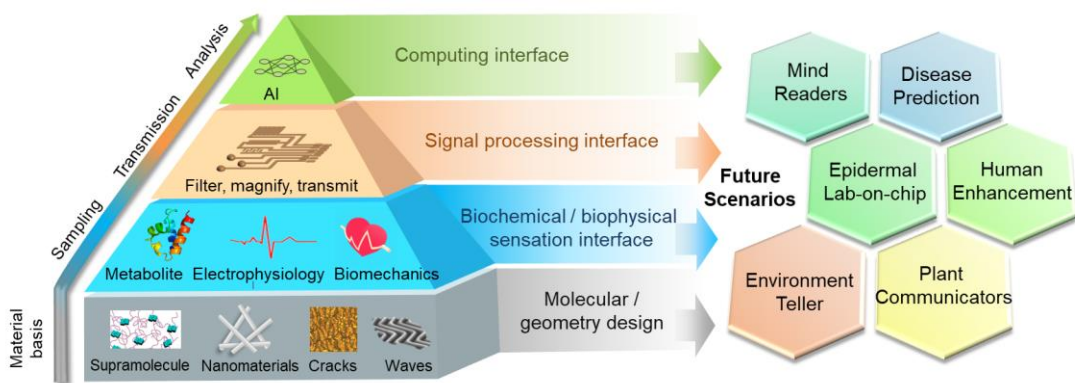 Analysis
Transmission
Sampling
Material
basis
AI
Computing interface
Filter, magnify, transmit
Signal processing interface
Metabolite
Electrophysiology
Biomechanics
Biochemical / biophysical
sensation interface
Supramolecule
Nanomaterials
Cracks
Waves
Molecular /
geometry design
Future
Scenarios
Mind
Readers
Disease
Prediction
Epidermal
Lab-on-chip
Human
Enhancement
Environment
Teller
Plant
Communicators